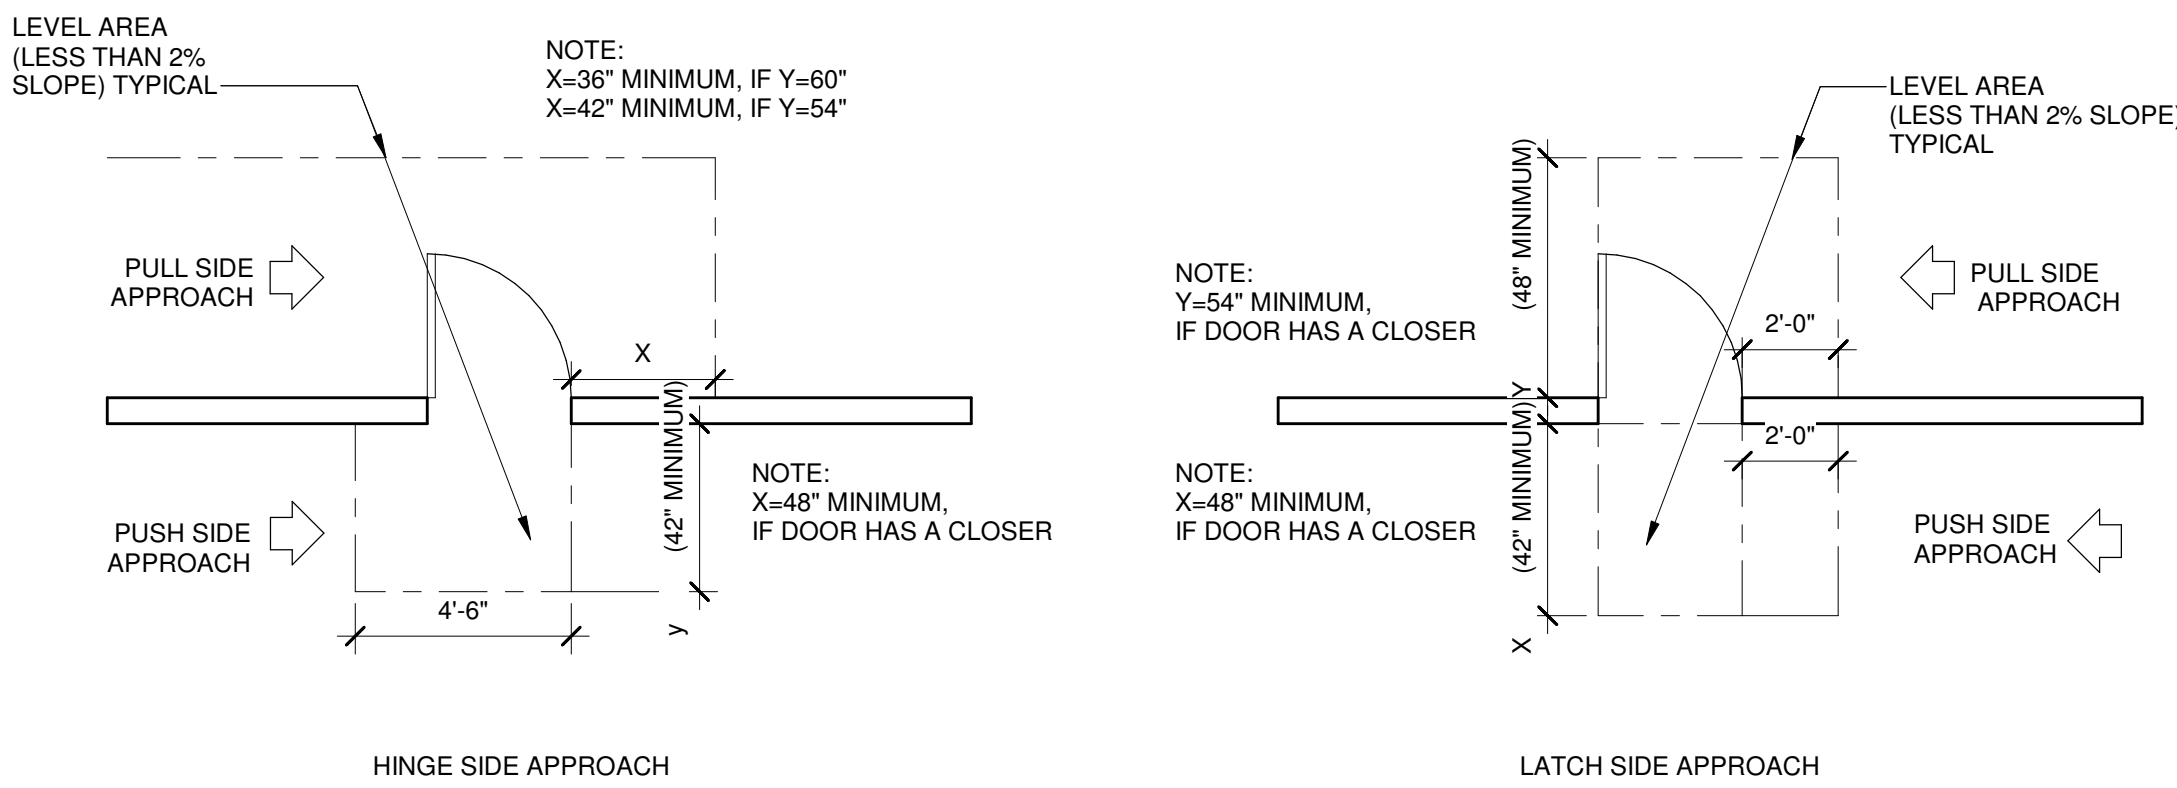 LEVEL AREA
(LESS THAN 2%
SLOPE) TYPICAL
NOTE:
X=36" MINIMUM, IF Y=60"
X=42" MINIMUM, IF Y=54"
PULL SIDE
APPROACH
X
(42" MINIMUM)
y
NOTE:
X=48" MINIMUM,
IF DOOR HAS A CLOSER
PUSH SIDE
APPROACH
4'-6"
HINGE SIDE APPROACH
LEVEL AREA
(LESS THAN 2% SLOPE)
TYPICAL
(48" MINIMUM)
Y
NOTE:
Y=54" MINIMUM,
IF DOOR HAS A CLOSER
PULL SIDE
APPROACH
2'-0"
2'-0"
NOTE:
X=48" MINIMUM,
IF DOOR HAS A CLOSER
(42" MINIMUM)
X
PUSH SIDE
APPROACH
LATCH SIDE APPROACH